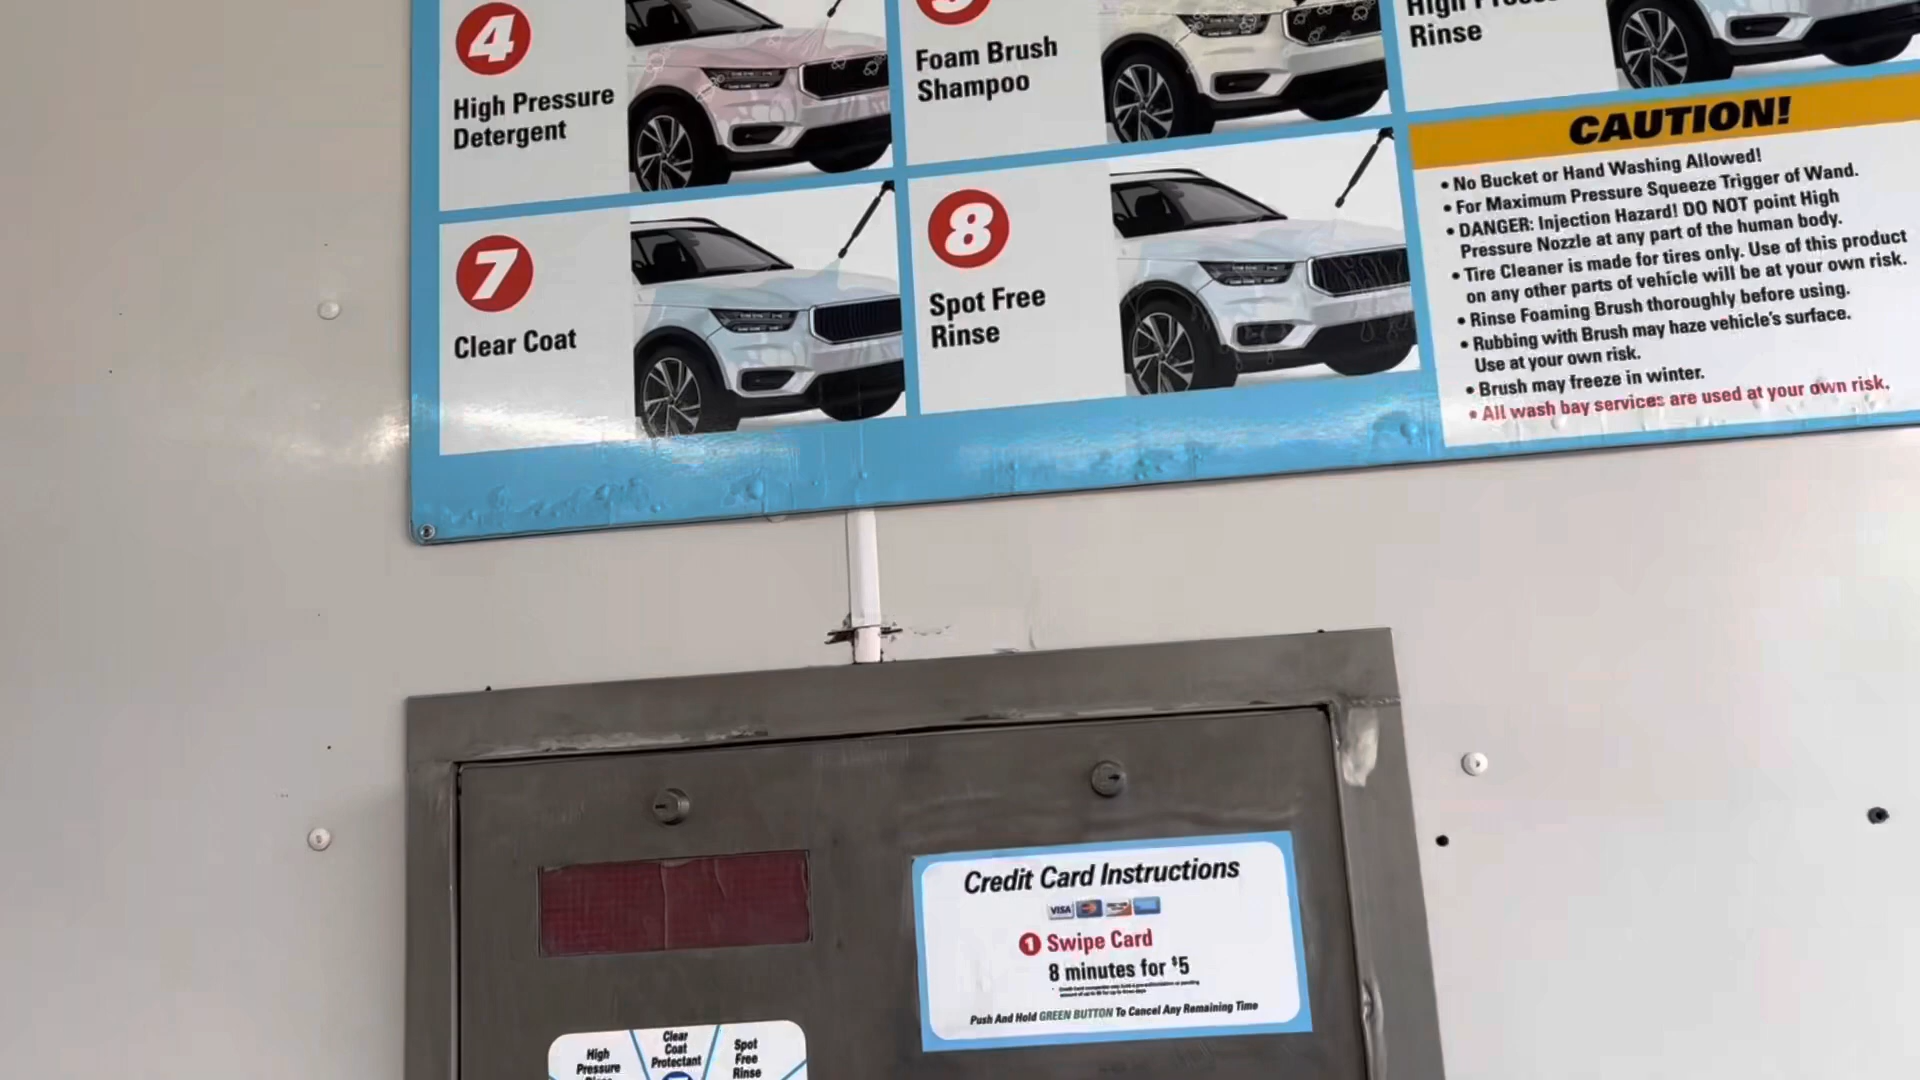 4
High Pressure
Detergent
Foam Brush
Shampoo
Rinse
7
Clear Coat
8
Spot Free
Rinse
CAUTION!
• No Bucket or Hand Washing Allowed!
• For Maximum Pressure Squeeze Trigger of Wand.
• DANGER: Injection Hazard! DO NOT point High
Pressure Nozzle at any part of the human body.
• Tire Cleaner is made for tires only. Use of this product
on any other parts of vehicle will be at your own risk.
• Rinse Foaming Brush thoroughly before using.
• Rubbing with Brush may haze vehicle's surface.
Use at your own risk.
• Brush may freeze in winter.
• All wash bay services are used at your own risk.
Credit Card Instructions
VISA
1 Swipe Card
8 minutes for $5
Push And Hold GREEN BUTTON To Cancel Any Remaining Time
High
Pressure
Clear
Coat
Protectant
Spot
Free
Rinse